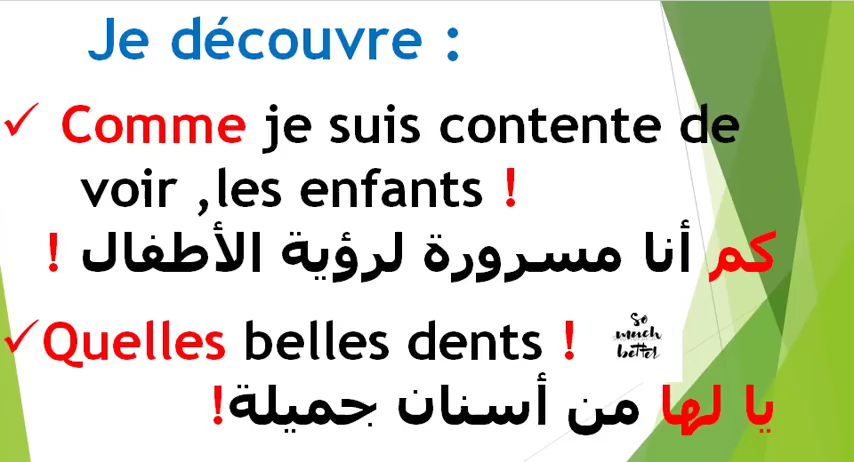 Je découvre :
✓ Comme je suis contente de
voir ,les enfants !
كم أنا مسرورة لرؤية الأطفال !
✓Quelles belles dents !
So
much
better
يا لها من أسنان جميلة!